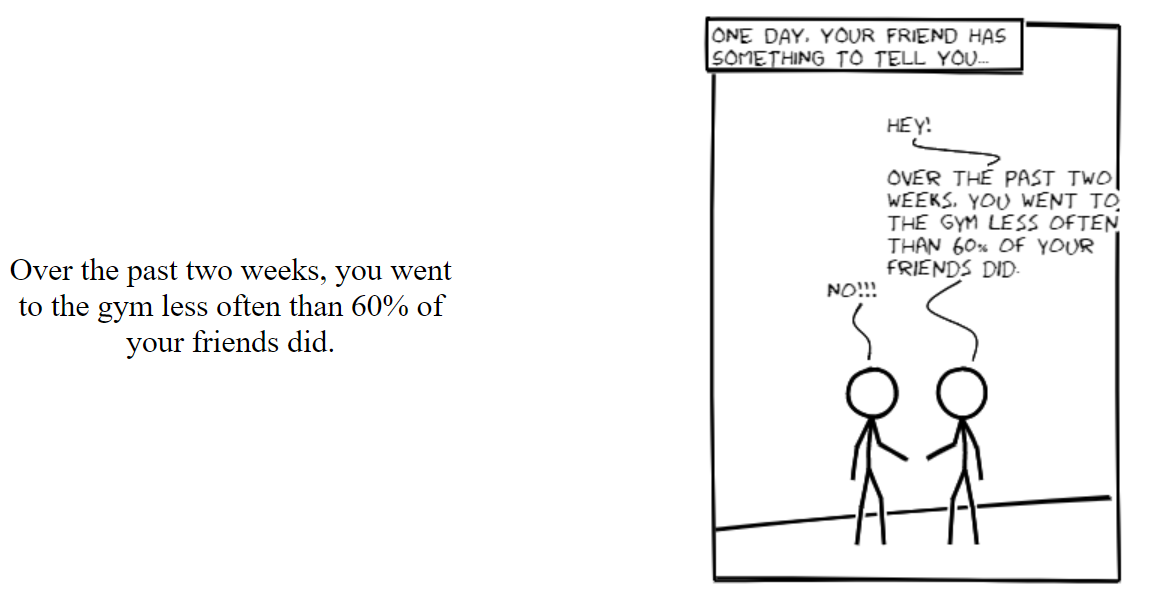 Over the past two weeks, you went
to the gym less often than 60% of
your friends did.
ONE DAY, YOUR FRIEND HAS
SOMETHING TO TELL YOU...
HEY!
OVER THE PAST TWO
WEEKS, YOU WENT TO
THE GYM LESS OFTEN
THAN 60% OF YOUR
FRIENDS DID.
NO!!!